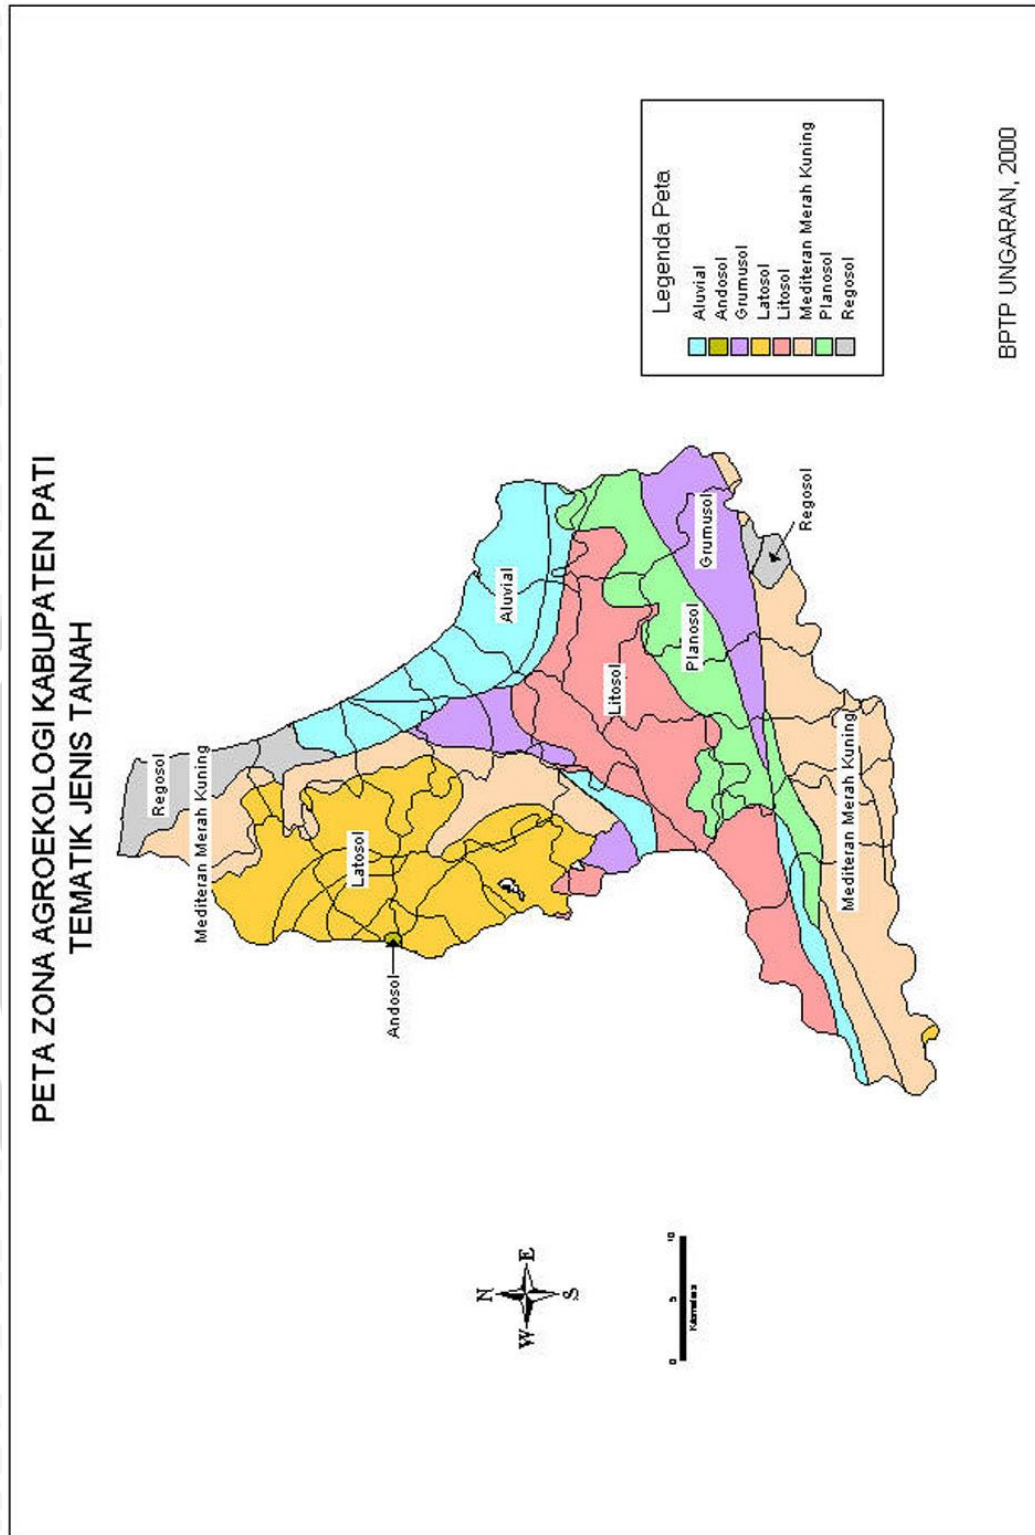 PETA ZONA AGROEKOLOGI KABUPATEN PATI
TEMATIK JENIS TANAH
Regosol
Mediteran Merah Kuning
Latosol
Andosol
Aluvial
Litosol
Planosol
Grumusol
Regosol
Mediteran Merah Kuning
N
W
E
S
0 5 10
Kilometers
Legenda Peta
Aluvial
Andosol
Grumusol
Latosol
Litosol
Mediteran Merah Kuning
Planosol
Regosol
BPTP UNGARAN, 2000